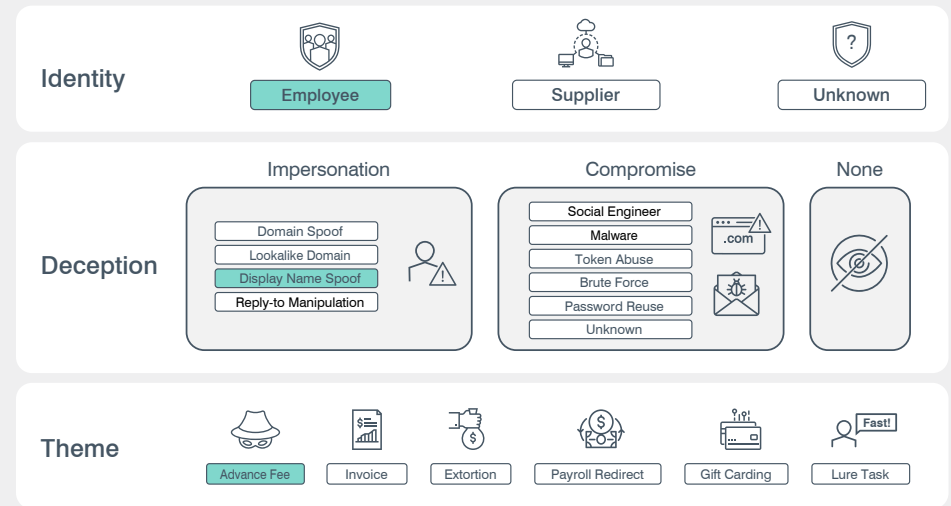 Identity
Employee
Supplier
?
Unknown
Deception
Impersonation
Domain Spoof
Lookalike Domain
Display Name Spoof
Reply-to Manipulation
Compromise
Social Engineer
Malware
Token Abuse
Brute Force
Password Reuse
Unknown
.com
None
Theme
Advance Fee
$
Invoice
$
Extortion
$
Payroll Redirect
Gift Carding
Fast!
Lure Task